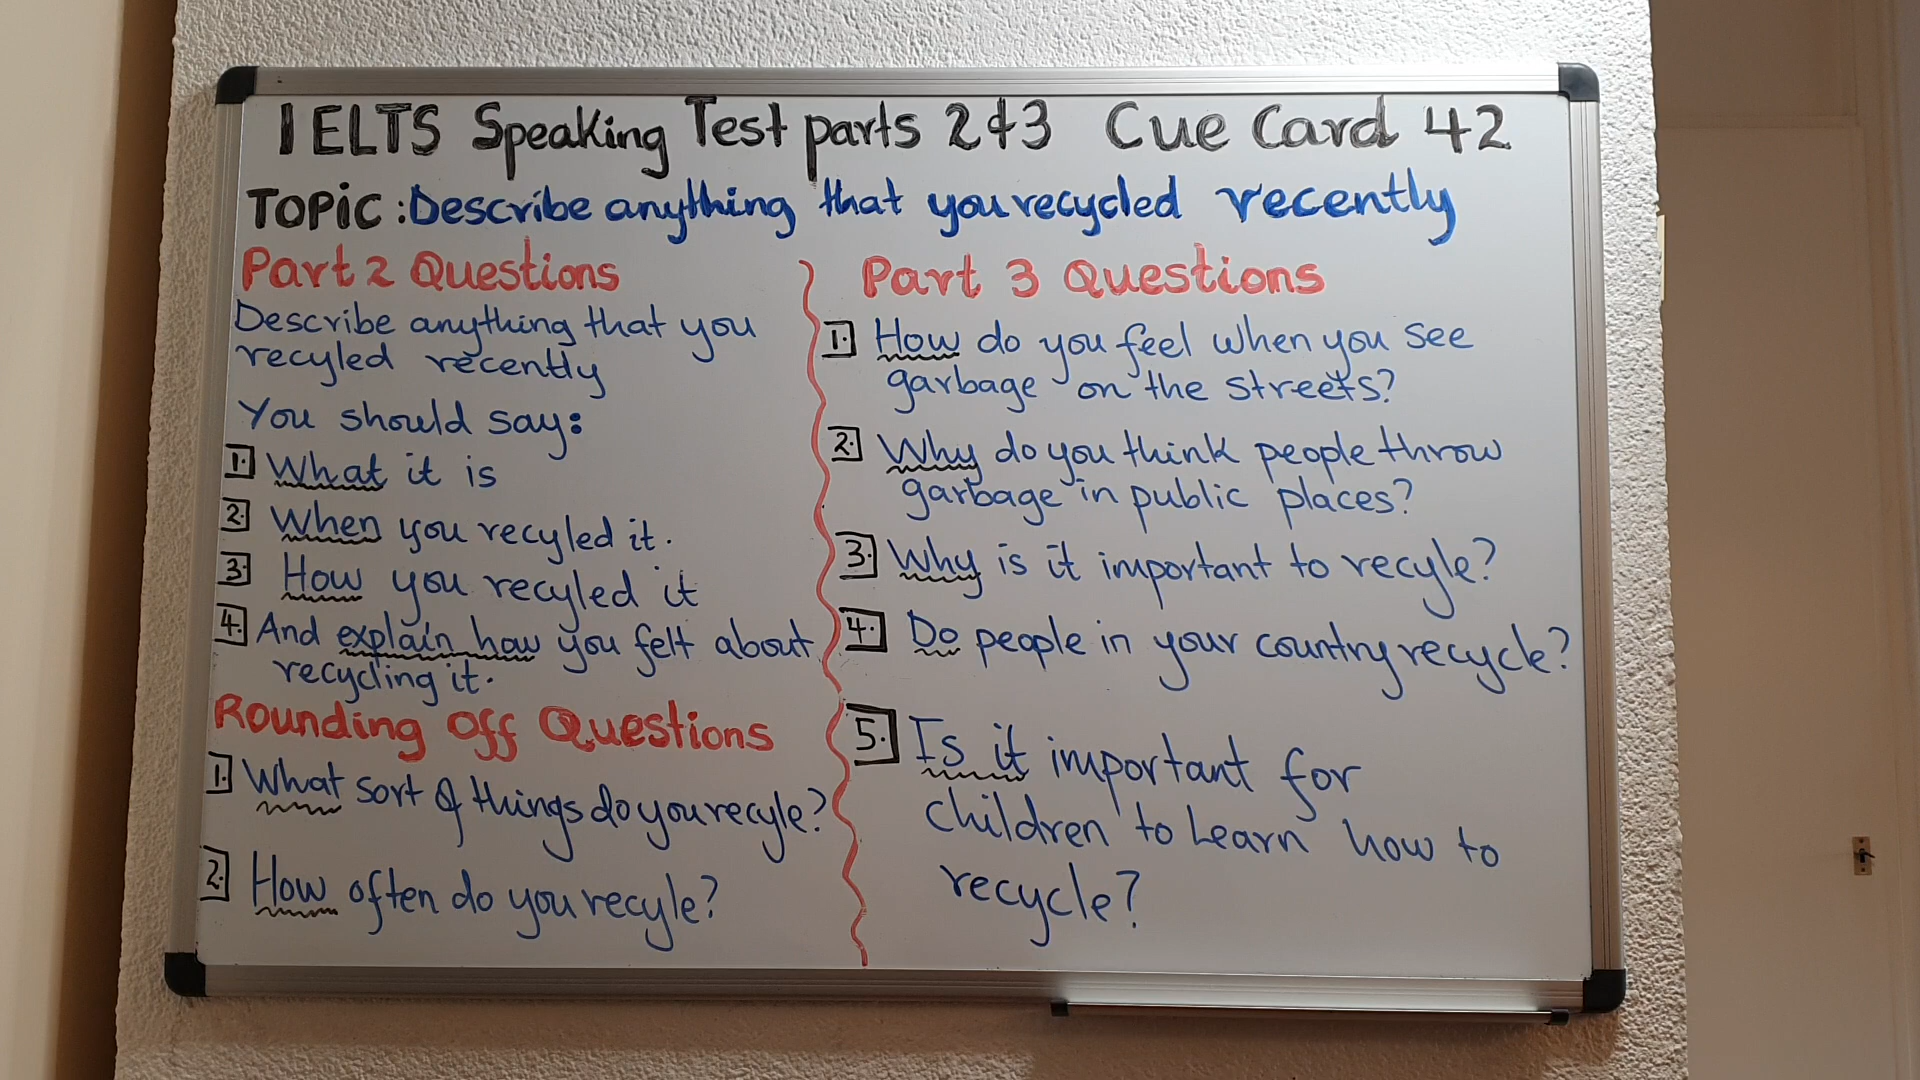 IELTS Speaking Test parts 2&3 Cue Card 42
TOPIC: Describe anything that you recycled recently
Part 2 Questions
Describe anything that you
recyled recently
You should say:
1. What it is
2. When you recyled it.
3. How you recyled it
4. And explain how you felt about
recycling it.
Rounding Off Questions
1. What sort of things do you recyle?
2. How often do you recyle?
Part 3 Questions
1. How do you feel when you see
garbage on the streets?
2. Why do you think people throw
garbage in public places?
3. Why is it important to recyle?
4. Do people in your country recycle?
5. Is it important for
children to learn how to
recycle?